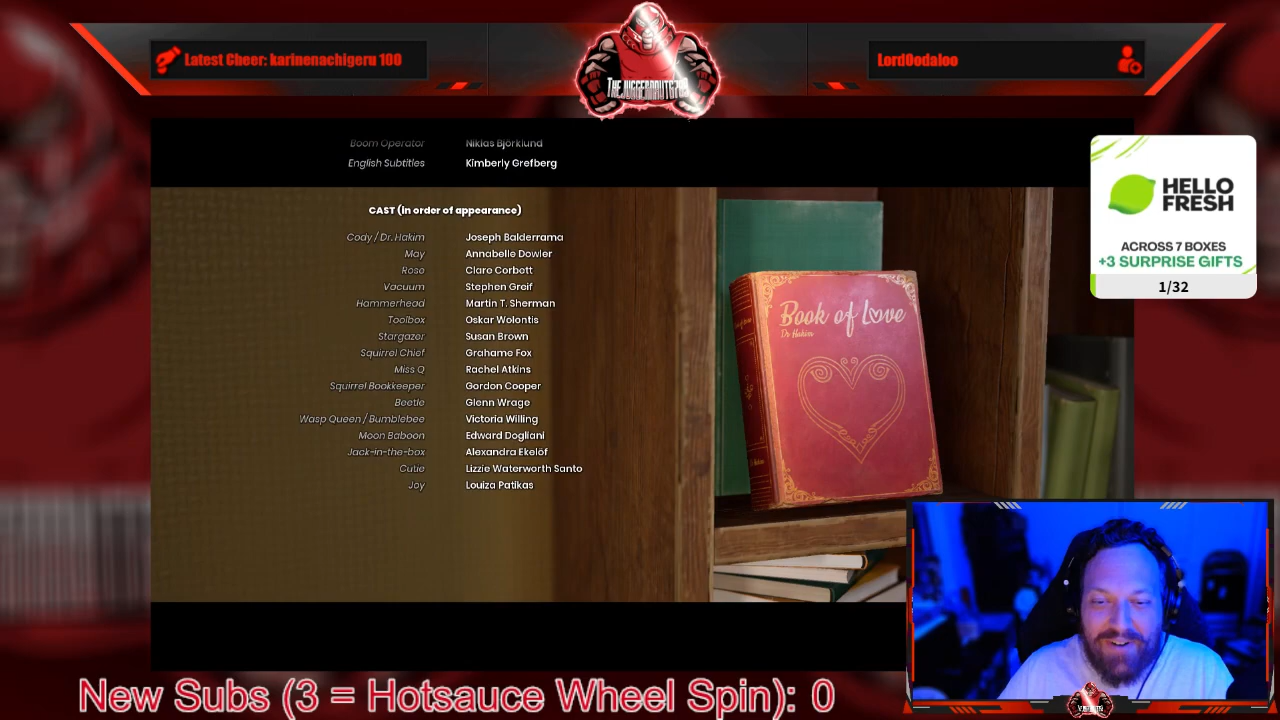 Latest Cheer: karinenachigeru 100
THEJUGGERNAUT
LordOodaloo
Boom Operator Niklas Björklund
English Subtitles Kimberly Grefberg
CAST (In order of appearance)
Cody / Dr. Hakim Joseph Balderrama
May Annabelle Dowler
Rose Clare Corbett
Vacuum Stephen Greif
Hammerhead Martin T. Sherman
Toolbox Oskar Wolontis
Stargazer Susan Brown
Squirrel Chief Grahame Fox
Miss Q Rachel Atkins
Squirrel Bookkeeper Gordon Cooper
Beetle Glenn Wrage
Wasp Queen / Bumblebee Victoria Willing
Moon Baboon Edward Dogliani
Jack-in-the-box Alexandra Ekelöf
Cutie Lizzie Waterworth Santo
Joy Louiza Patikas
Book of Love
Dr Hakim
HELLO
FRESH
ACROSS 7 BOXES
+3 SURPRISE GIFTS
1/32
New Subs (3 = Hotsauce Wheel Spin): 0